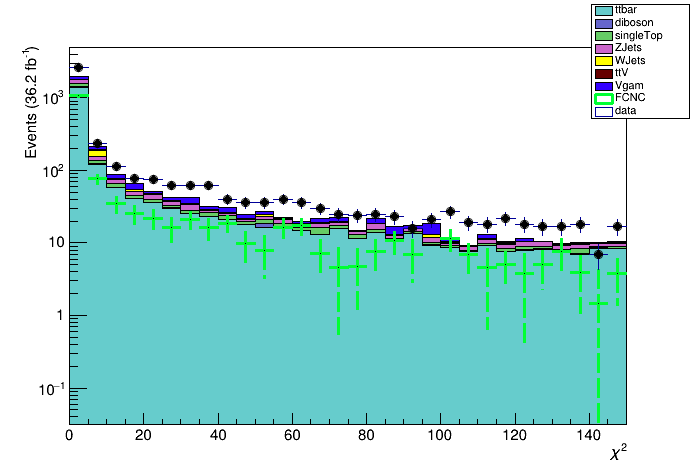 ttbar
diboson
singleTop
ZJets
WJets
ttV
Vgam
FCNC
data
Events (36.2 fb⁻¹)
10³
10²
10
1
10⁻¹
0 20 40 60 80 100 120 140
χ²